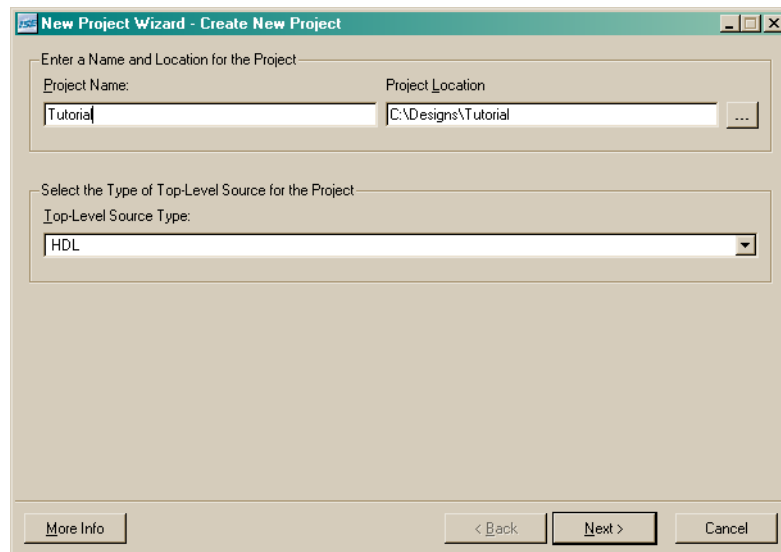 ISE New Project Wizard - Create New Project
Enter a Name and Location for the Project
Project Name: Project Location
Tutorial C:\Designs\Tutorial ...
Select the Type of Top-Level Source for the Project
Top-Level Source Type:
HDL
More Info < Back Next > Cancel